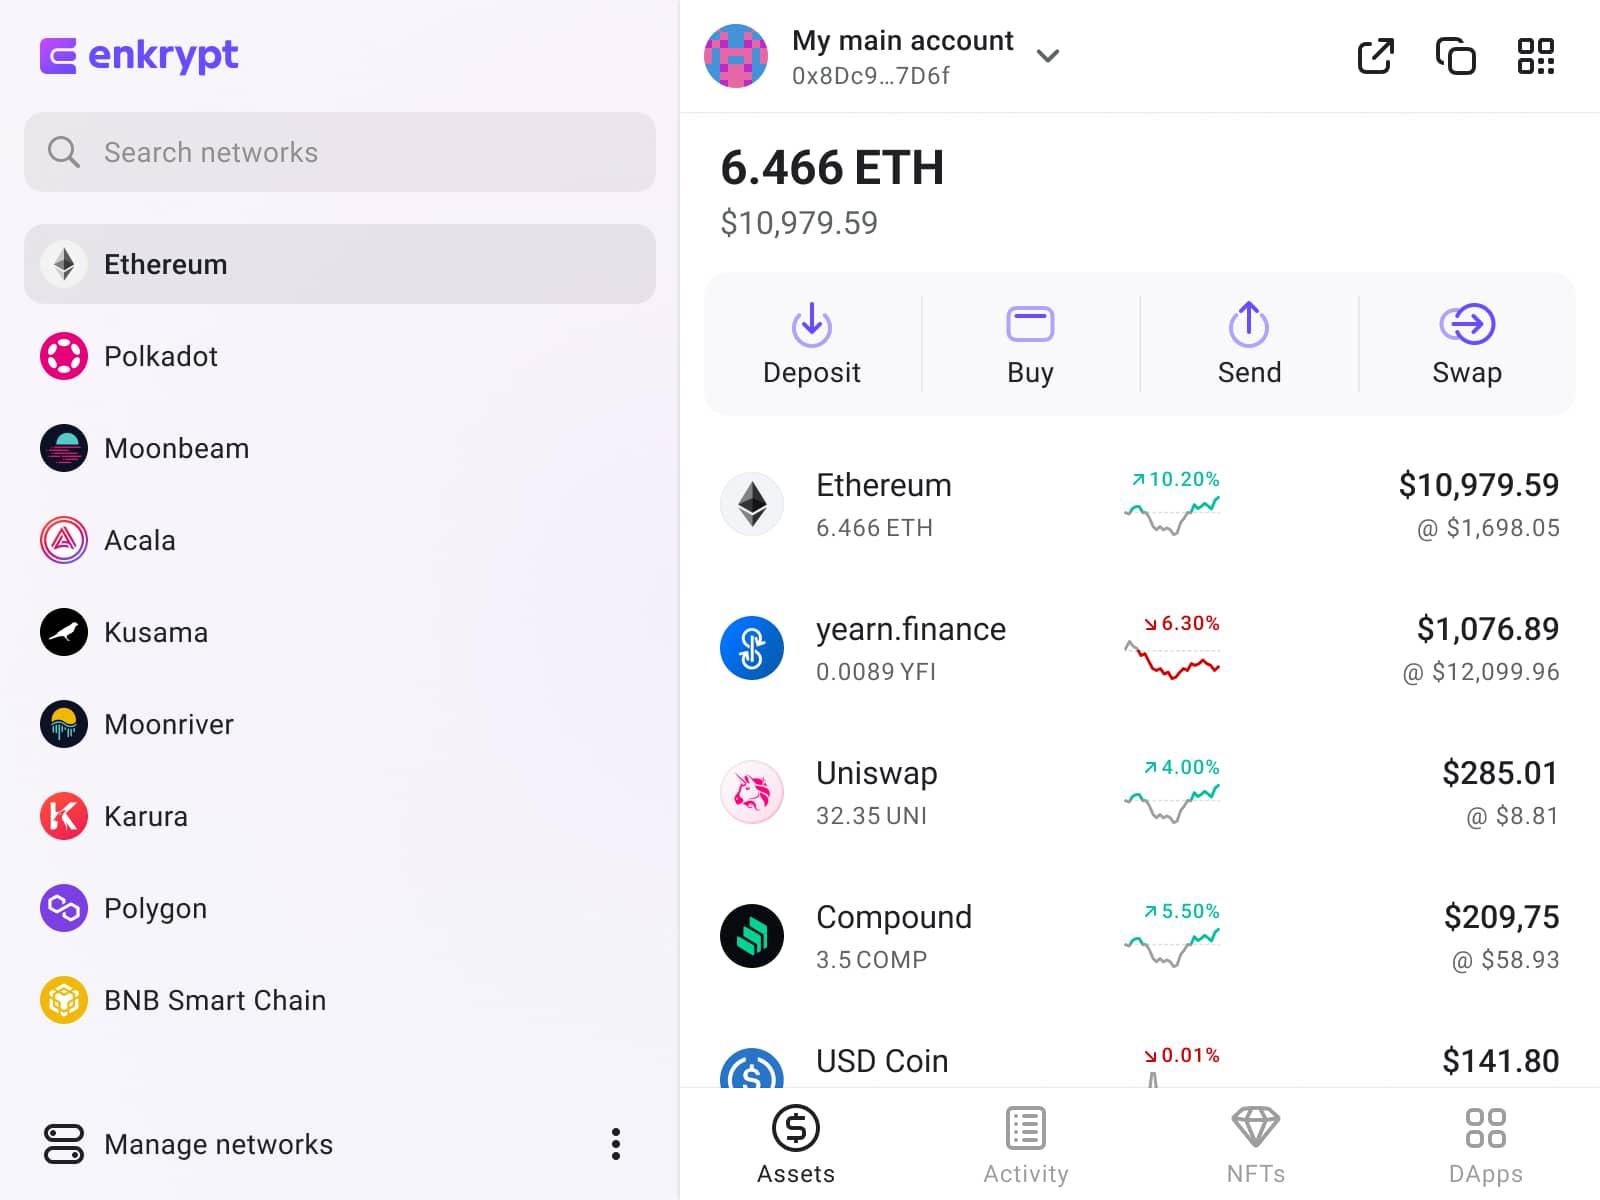 enkrypt
Search networks
Ethereum
Polkadot
Moonbeam
Acala
Kusama
Moonriver
Karura
Polygon
BNB Smart Chain
Manage networks
My main account
0x8Dc9...7D6f
6.466 ETH
$10,979.59
Deposit
Buy
Send
Swap
Ethereum
10.20%
$10,979.59
6.466 ETH
@ $1,698.05
yearn.finance
6.30%
$1,076.89
0.0089 YFI
@ $12,099.96
Uniswap
4.00%
$285.01
32.35 UNI
@ $8.81
Compound
5.50%
$209,75
3.5 COMP
@ $58.93
USD Coin
0.01%
$141.80
Assets
Activity
NFTs
DApps